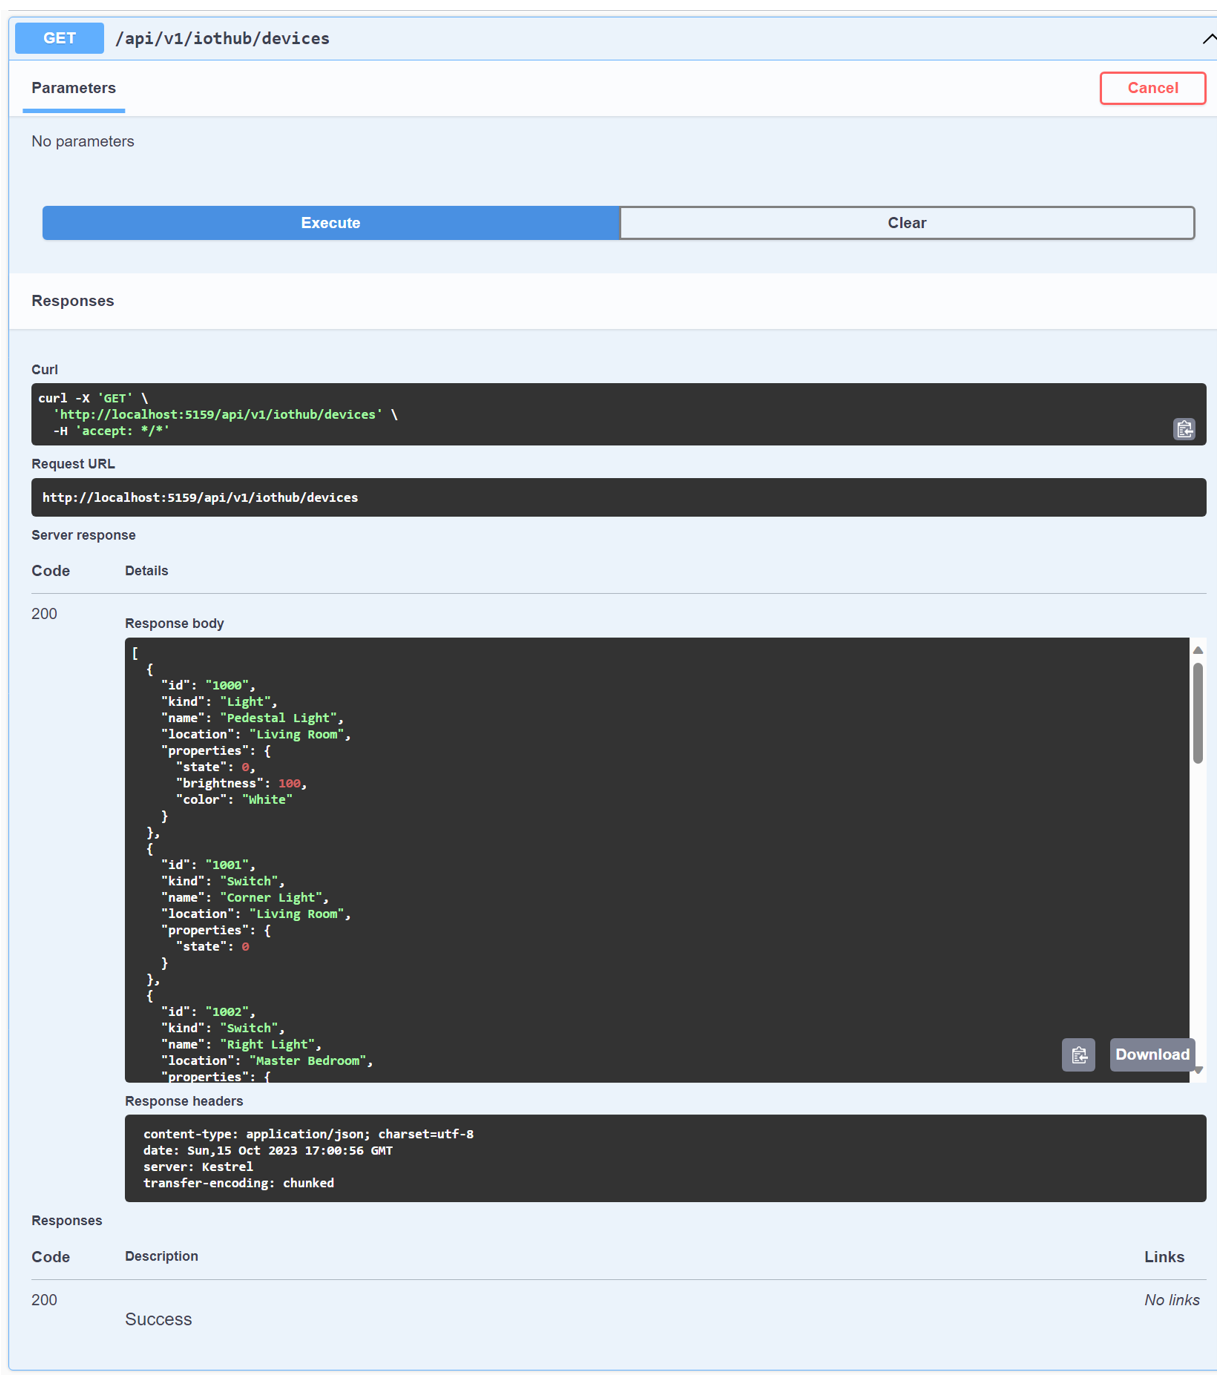 GET /api/v1/iothub/devices
Parameters
Cancel
No parameters
Execute
Clear
Responses
Curl
curl -X 'GET' \
  'http://localhost:5159/api/v1/iothub/devices' \
  -H 'accept: */*'
Request URL
http://localhost:5159/api/v1/iothub/devices
Server response
Code Details
200
Response body
[
  {
    "id": "1000",
    "kind": "Light",
    "name": "Pedestal Light",
    "location": "Living Room",
    "properties": {
      "state": 0,
      "brightness": 100,
      "color": "White"
    }
  },
  {
    "id": "1001",
    "kind": "Switch",
    "name": "Corner Light",
    "location": "Living Room",
    "properties": {
      "state": 0
    }
  },
  {
    "id": "1002",
    "kind": "Switch",
    "name": "Right Light",
    "location": "Master Bedroom",
    "properties": {
Download
Response headers
content-type: application/json; charset=utf-8
date: Sun,15 Oct 2023 17:00:56 GMT
server: Kestrel
transfer-encoding: chunked
Responses
Code Description Links
200 No links
Success